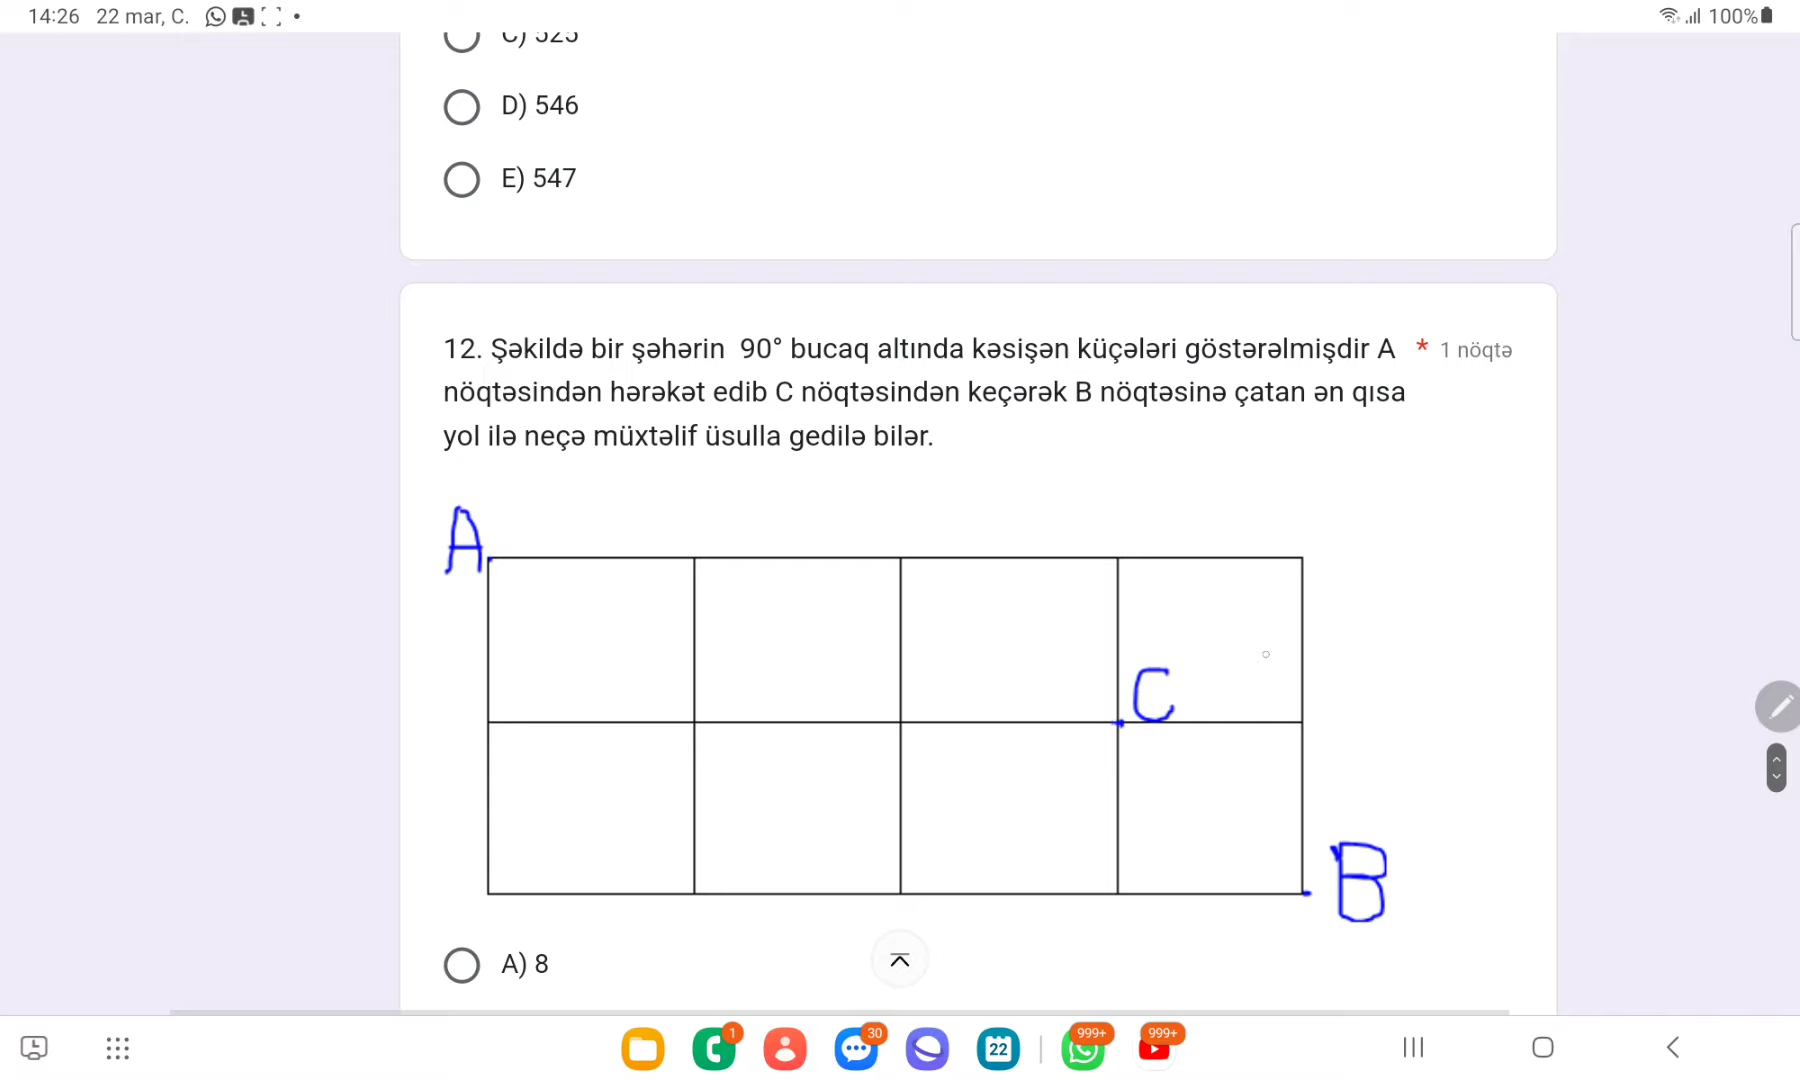 14:26 22 mar, C.
100%
C) 525
D) 546
E) 547
12. Şəkildə bir şəhərin 90° bucaq altında kəsişən küçələri göstərəlmişdir A * 1 nöqtə
nöqtəsindən hərəkət edib C nöqtəsindən keçərək B nöqtəsinə çatan ən qısa
yol ilə neçə müxtəlif üsulla gedilə bilər.
A
C
B
A) 8
1
30
22
999+
999+